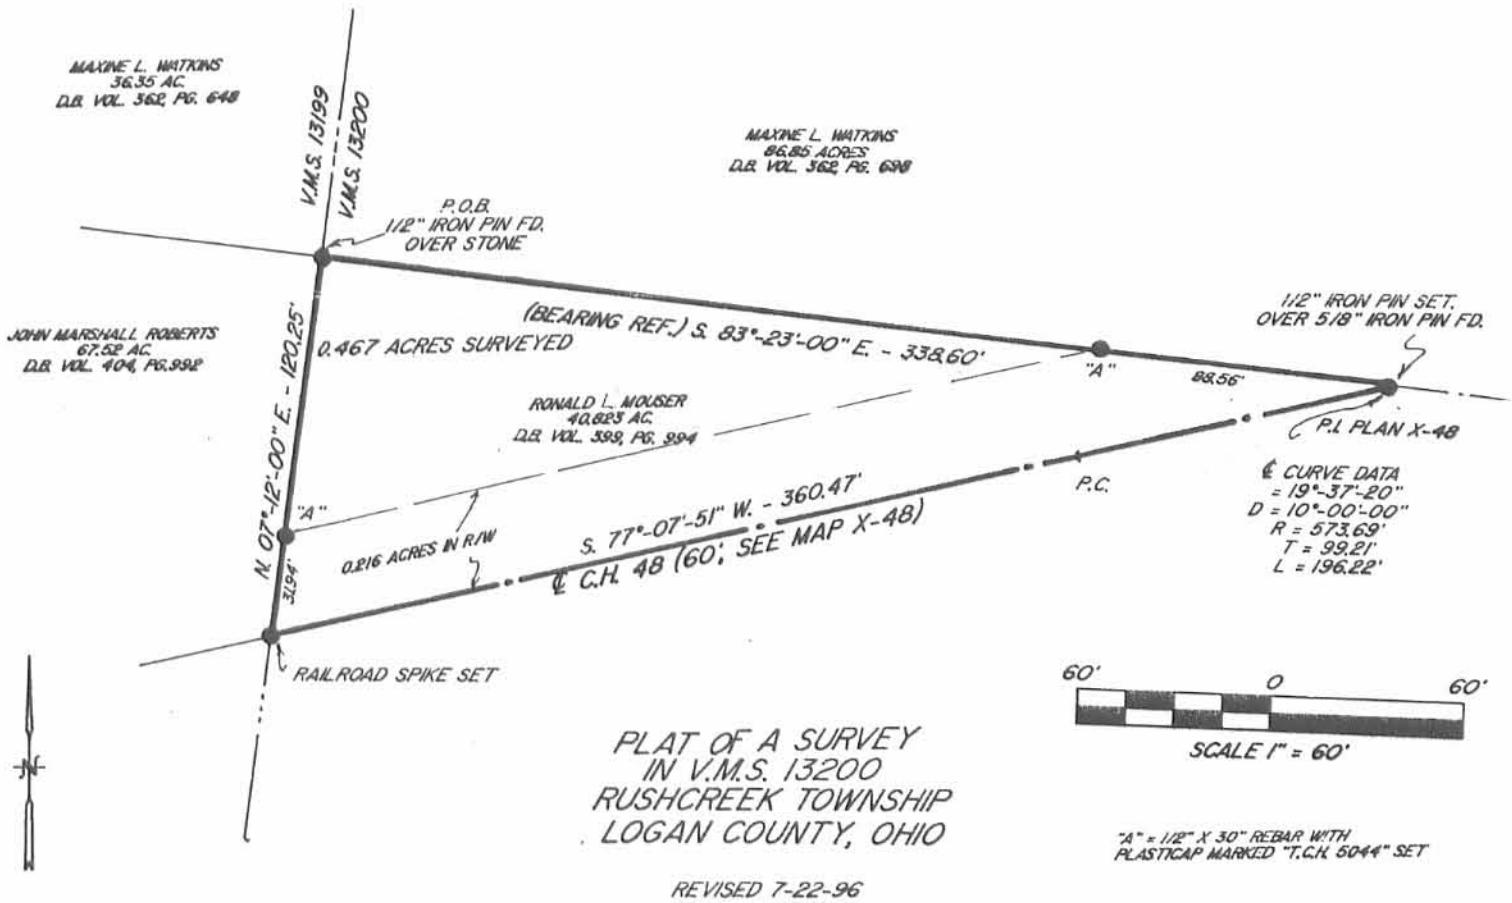 MAXINE L. WATKINS
36.35 AC.
D.B. VOL. 362, PG. 648
V.M.S. 13199
V.M.S. 13200
MAXINE L. WATKINS
86.85 ACRES
D.B. VOL. 362, PG. 698
P.O.B.
1/2" IRON PIN FD.
OVER STONE
1/2" IRON PIN SET.
OVER 5/8" IRON PIN FD.
JOHN MARSHALL ROBERTS
67.52 AC.
D.B. VOL. 404, PG. 992
N. 07°-12'-00" E. - 120.25'
0.467 ACRES SURVEYED
(BEARING REF.) S. 83°-23'-00" E. - 338.60'
"A"
88.56'
RONALD L. MOUSER
40.823 AC.
D.B. VOL. 399, PG. 994
P.I. PLAN X-48
P.C.
℄ CURVE DATA
= 19°-37'-20"
D = 10°-00'-00"
R = 573.69'
T = 99.21'
L = 196.22'
"A"
31.94'
0.216 ACRES IN R/W
S. 77°-07'-51" W. - 360.47'
℄ C.H. 48 (60', SEE MAP X-48)
RAILROAD SPIKE SET
N
60' 0 60'
SCALE 1" = 60'
PLAT OF A SURVEY
IN V.M.S. 13200
RUSHCREEK TOWNSHIP
LOGAN COUNTY, OHIO
REVISED 7-22-96
"A" = 1/2" X 30" REBAR WITH
PLASTICAP MARKED "T.C.H. 5044" SET